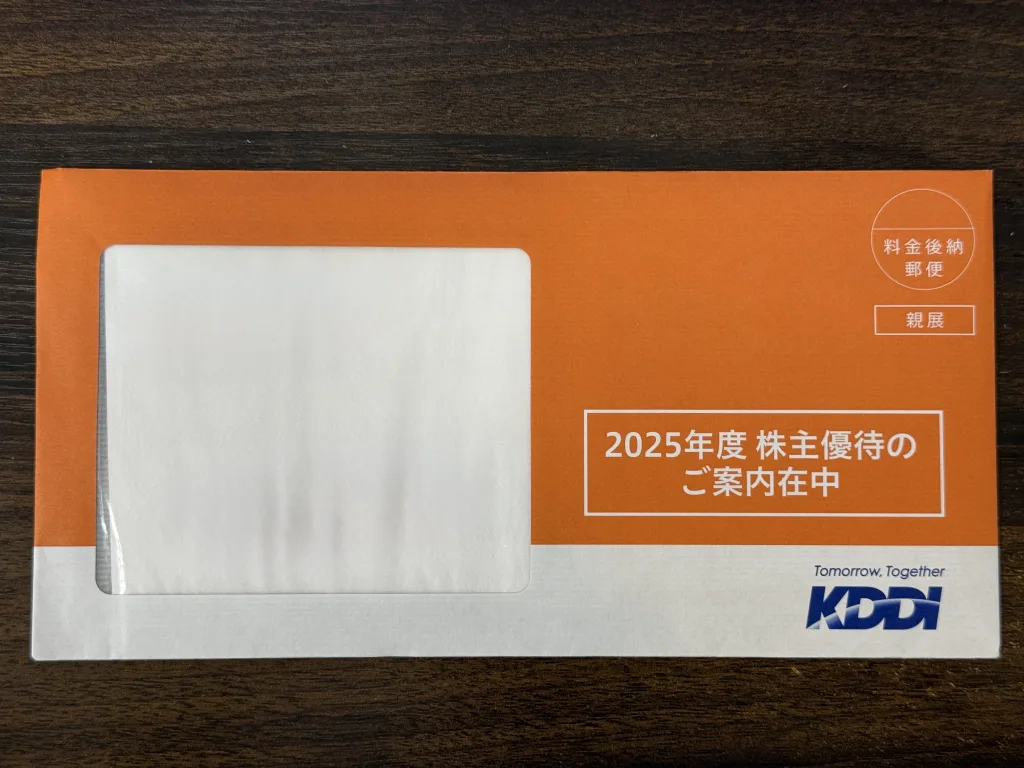 料金後納
郵便
親展
2025年度 株主優待の
ご案内在中
Tomorrow, Together
KDDI